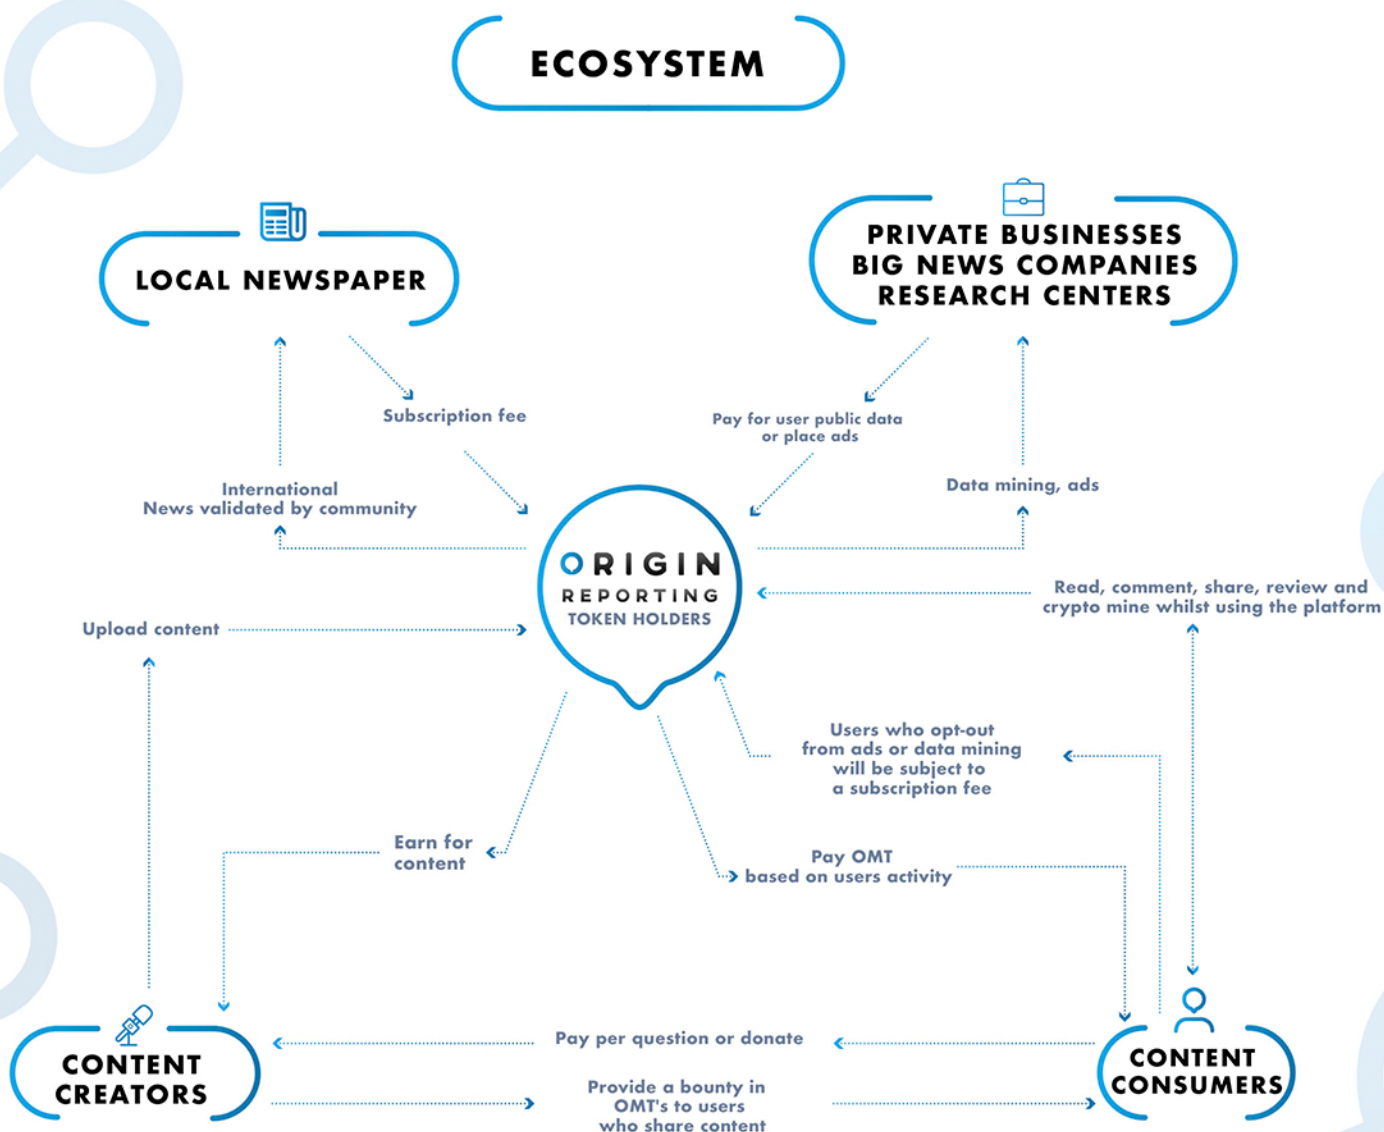 ECOSYSTEM
LOCAL NEWSPAPER
PRIVATE BUSINESSES
BIG NEWS COMPANIES
RESEARCH CENTERS
Subscription fee
Pay for user public data
or place ads
International
News validated by community
Data mining, ads
ORIGIN
REPORTING
TOKEN HOLDERS
Read, comment, share, review and
crypto mine whilst using the platform
Upload content
Users who opt-out
from ads or data mining
will be subject to
a subscription fee
Earn for
content
Pay OMT
based on users activity
CONTENT
CREATORS
Pay per question or donate
Provide a bounty in
OMT's to users
who share content
CONTENT
CONSUMERS